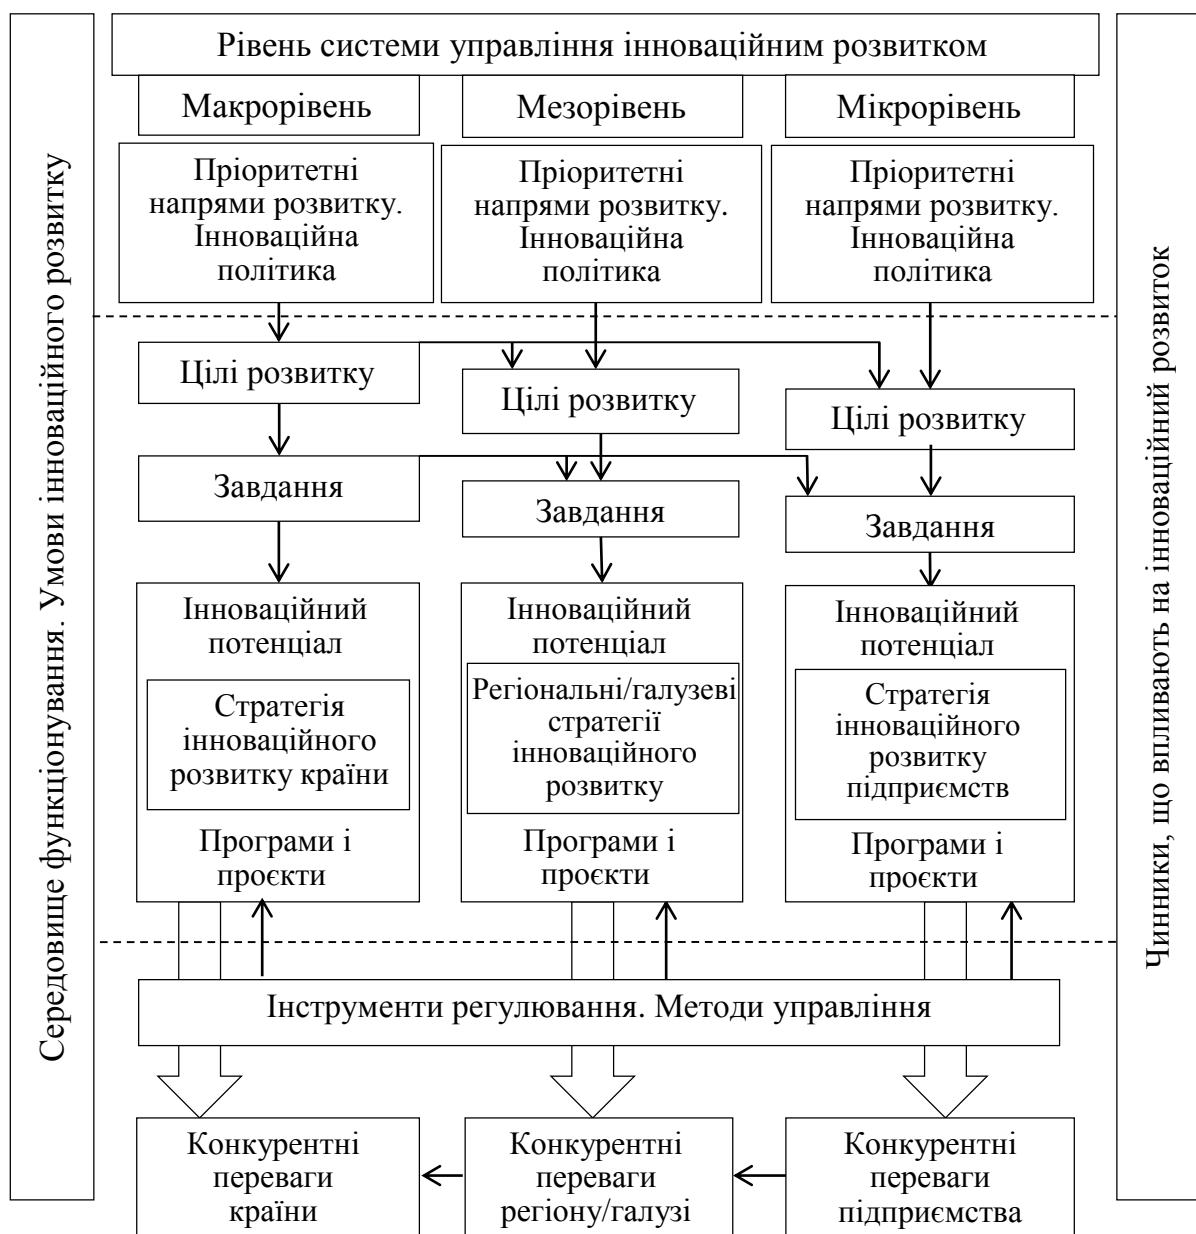 Середовище функціонування. Умови інноваційного розвитку
Рівень системи управління інноваційним розвитком
Макрорівень
Мезорівень
Мікрорівень
Пріоритетні
напрями розвитку.
Інноваційна
політика
Пріоритетні
напрями розвитку.
Інноваційна
політика
Пріоритетні
напрями розвитку.
Інноваційна
політика
Цілі розвитку
Цілі розвитку
Цілі розвитку
Завдання
Завдання
Завдання
Інноваційний
потенціал
Стратегія
інноваційного
розвитку країни
Програми і
проєкти
Інноваційний
потенціал
Регіональні/галузеві
стратегії
інноваційного
розвитку
Програми і
проєкти
Інноваційний
потенціал
Стратегія
інноваційного
розвитку
підприємств
Програми і
проєкти
Інструменти регулювання. Методи управління
Конкурентні
переваги
країни
Конкурентні
переваги
регіону/галузі
Конкурентні
переваги
підприємства
Чинники, що впливають на інноваційний розвиток